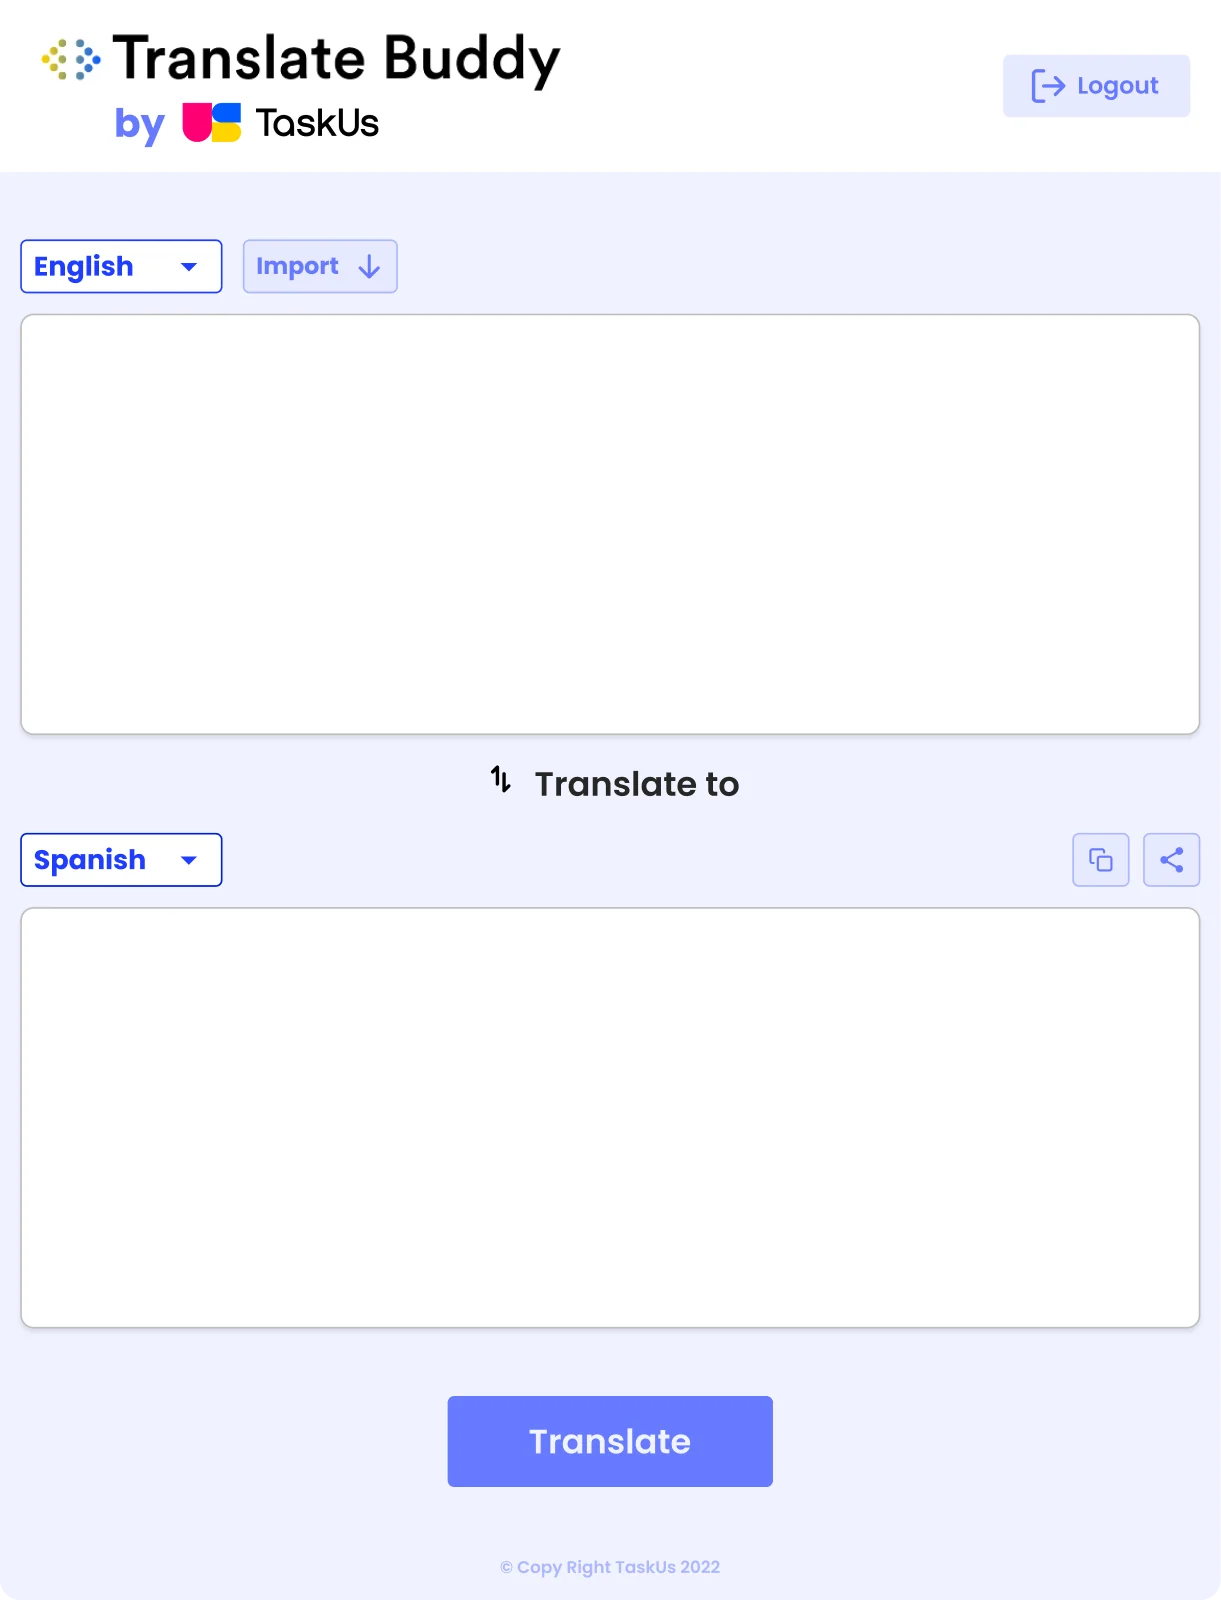 Translate Buddy
by TaskUs
Logout
English
Import
Translate to
Spanish
Translate
© Copy Right TaskUs 2022